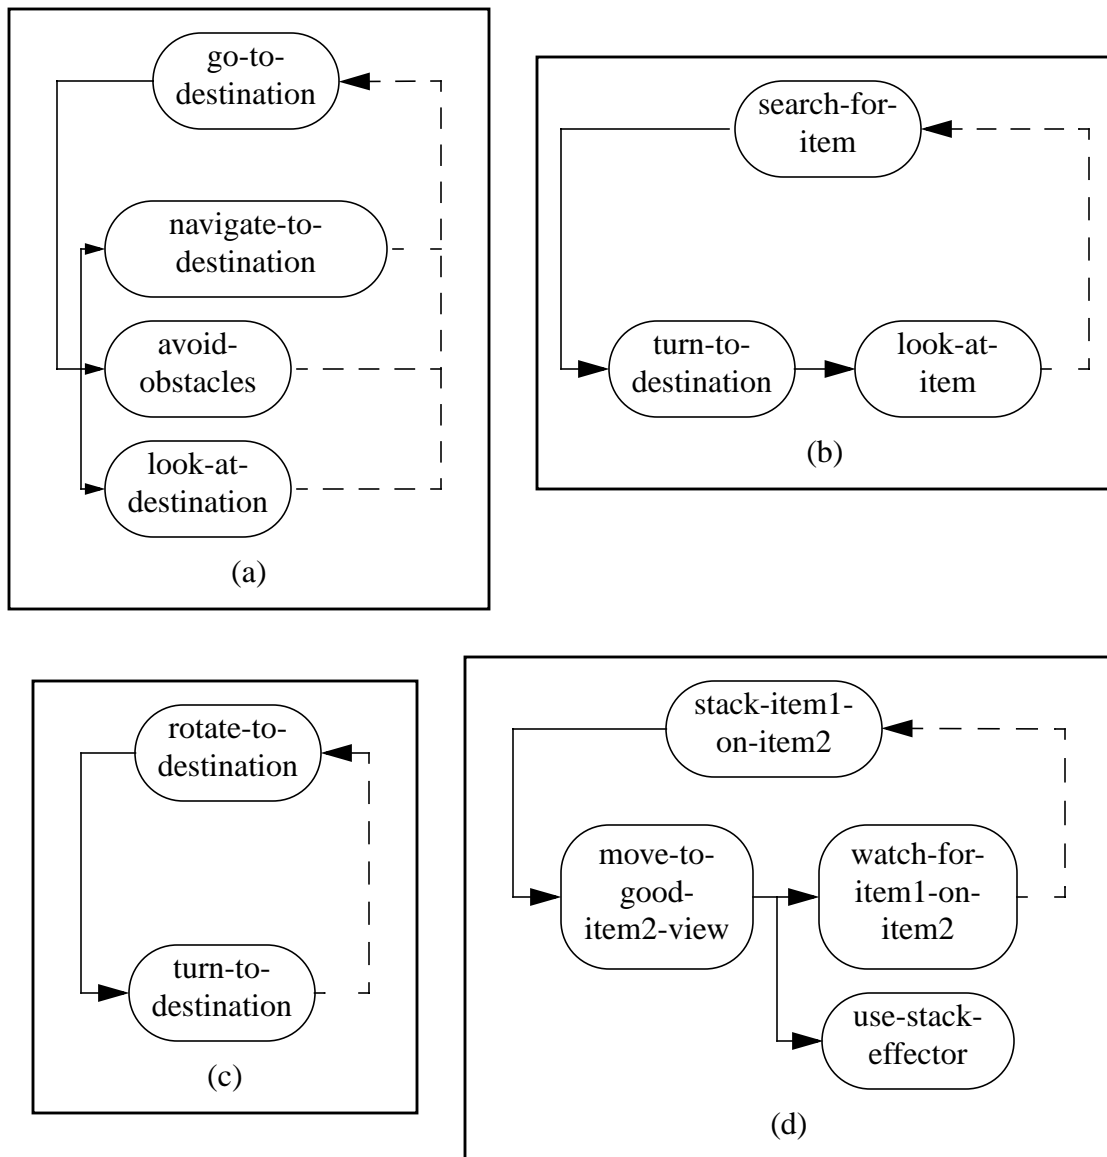 go-to-
destination
navigate-to-
destination
avoid-
obstacles
look-at-
destination
(a)
search-for-
item
turn-to-
destination
look-at-
item
(b)
rotate-to-
destination
turn-to-
destination
(c)
stack-item1-
on-item2
move-to-
good-
item2-view
watch-for-
item1-on-
item2
use-stack-
effector
(d)